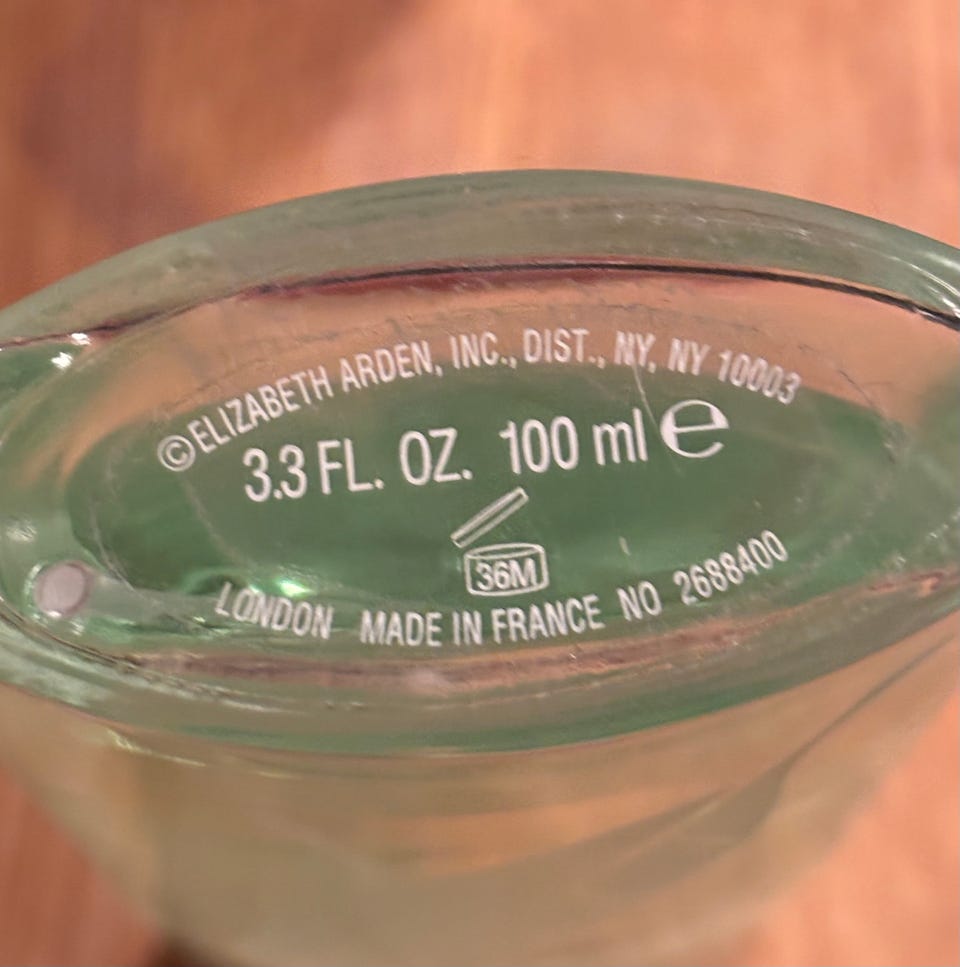 ©ELIZABETH ARDEN, INC., DIST., NY, NY 10003
3.3 FL. OZ. 100 ml ℮
36M
LONDON MADE IN FRANCE NO 2688400